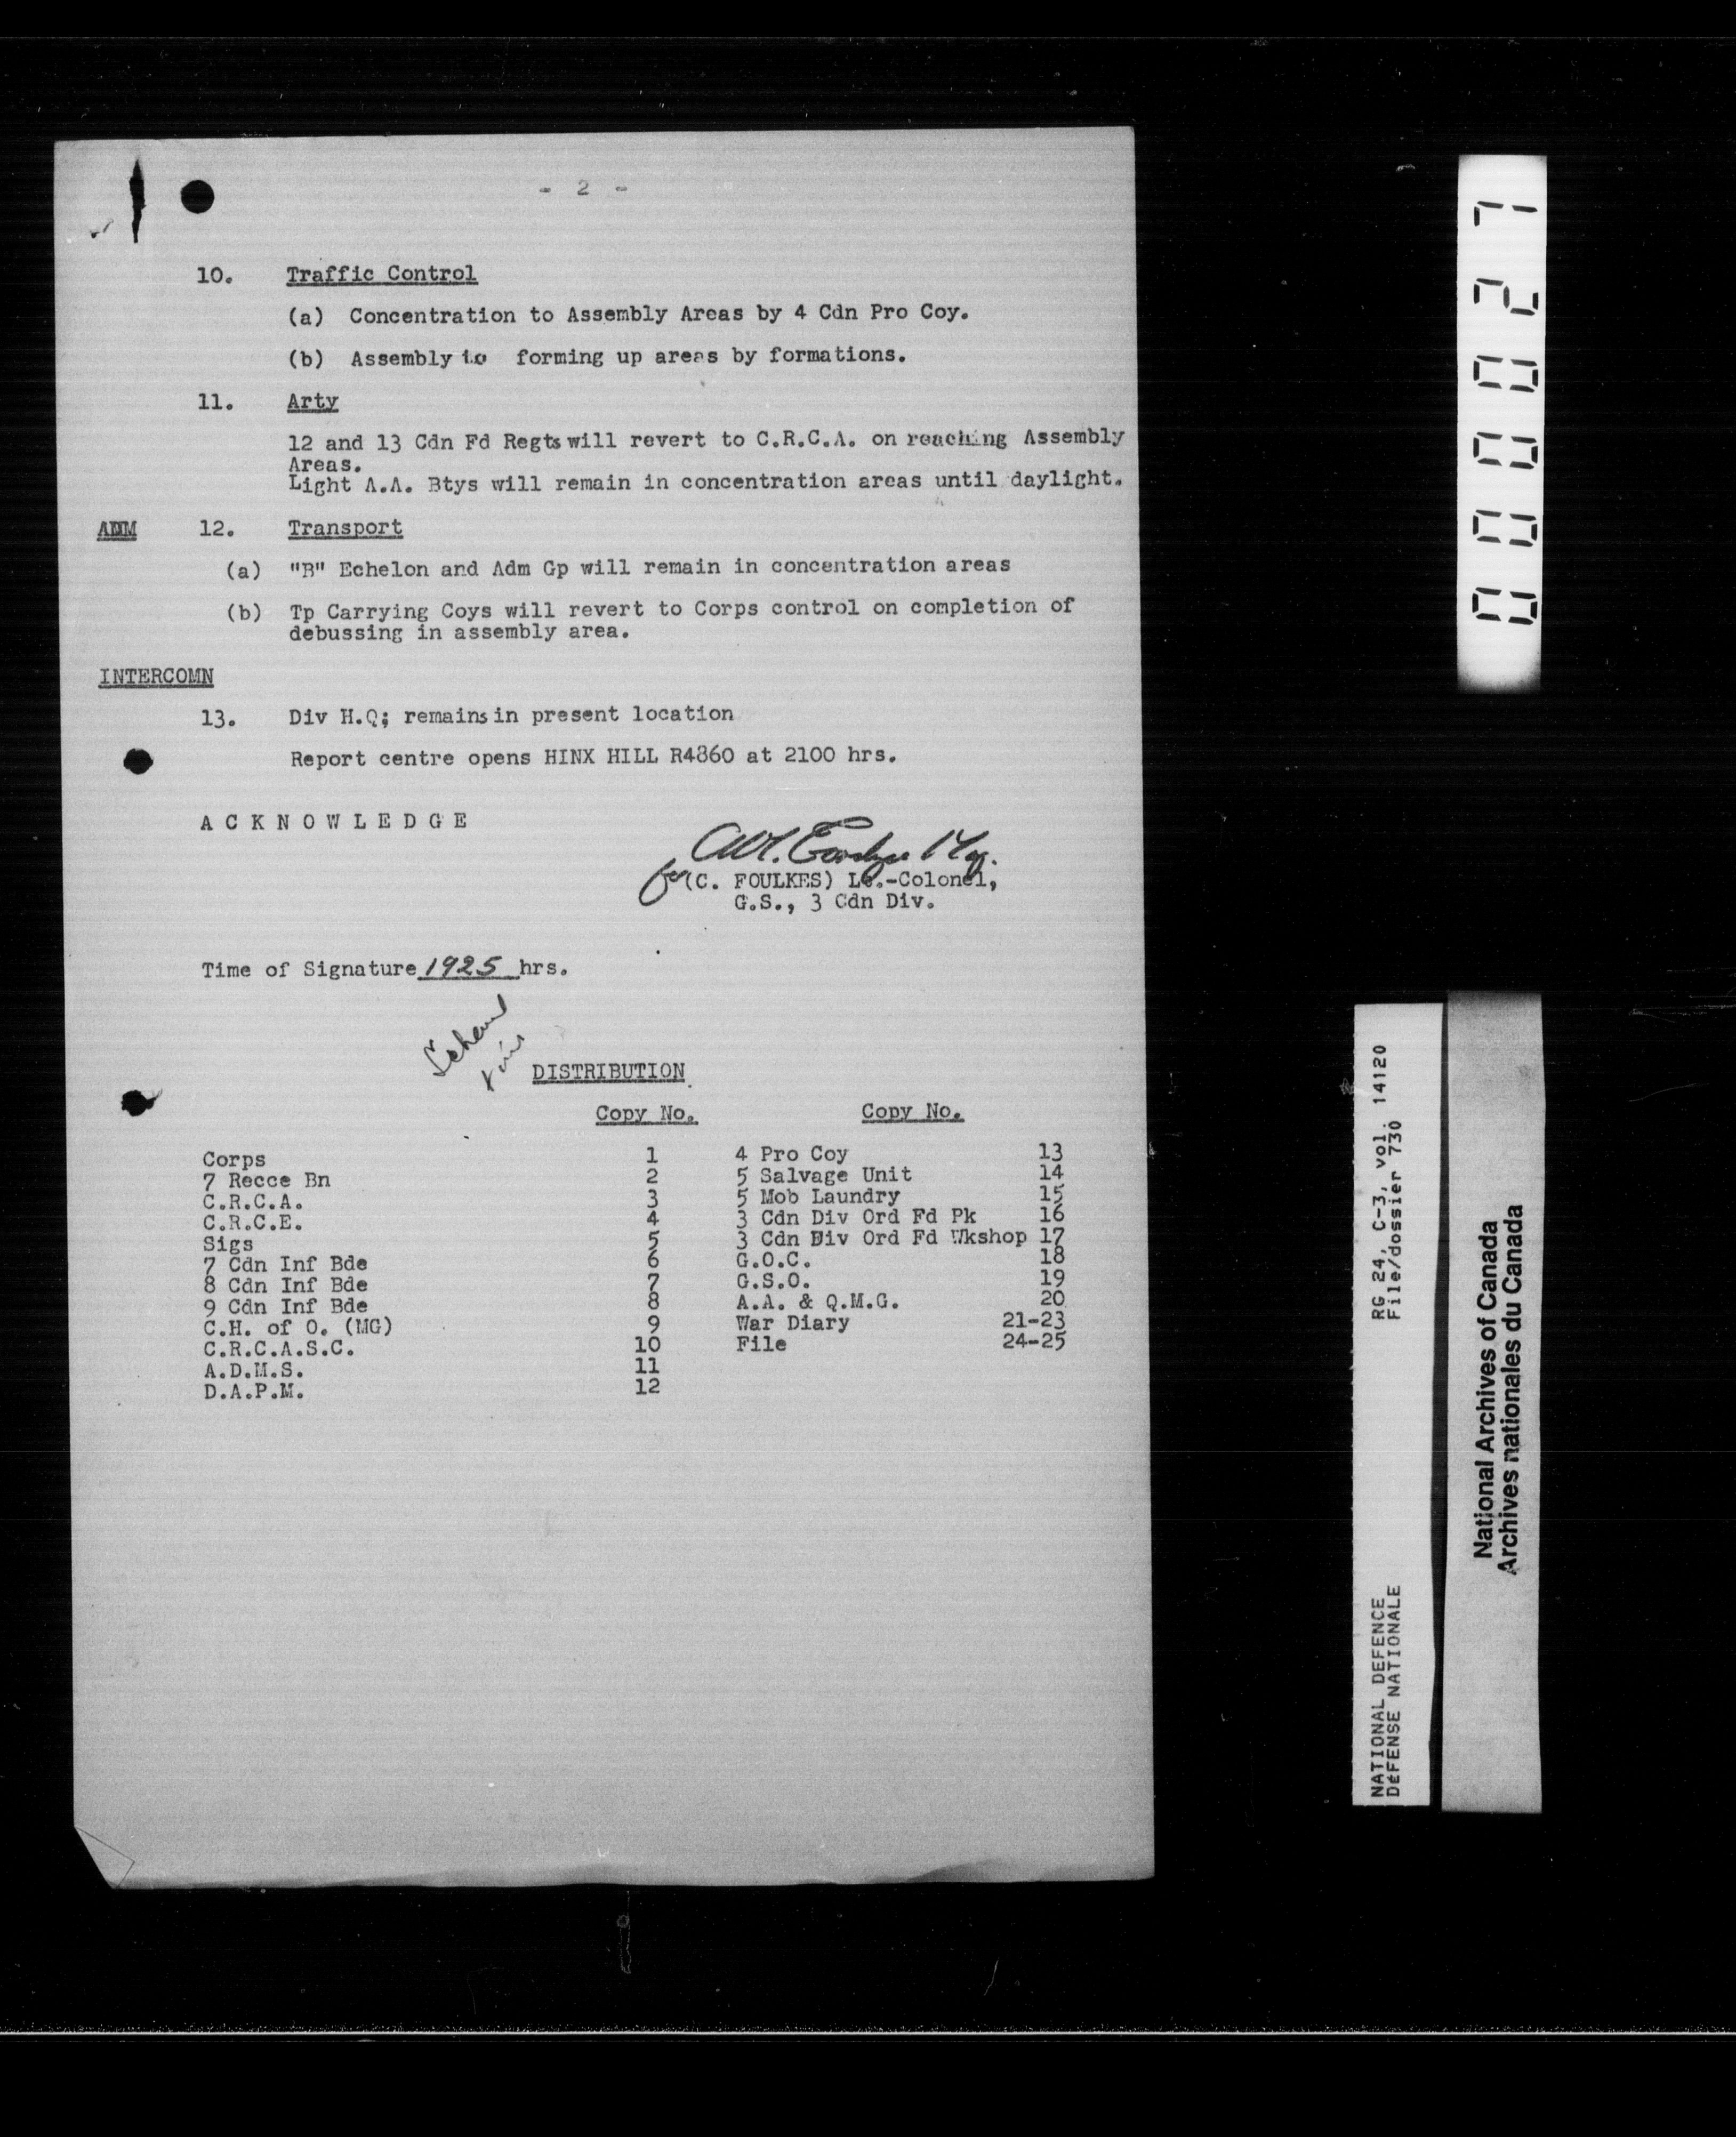 - 2 -
10. Traffic Control
(a) Concentration to Assembly Areas by 4 Cdn Pro Coy.
(b) Assembly to forming up areas by formations.
11. Arty
12 and 13 Cdn Fd Regts will revert to C.R.C.A. on reaching Assembly
Areas.
Light A.A. Btys will remain in concentration areas until daylight.
ADM 12. Transport
(a) "B" Echelon and Adm Gp will remain in concentration areas
(b) Tp Carrying Coys will revert to Corps control on completion of
debussing in assembly area.
INTERCOMN
13. Div H.Q; remains in present location
Report centre opens HINX HILL R4860 at 2100 hrs.
A C K N O W L E D G E
for (C. FOULKES) Lt.-Colonel,
G.S., 3 Cdn Div.
Time of Signature 1925 hrs.
DISTRIBUTION
Copy No. Copy No.
Corps 1 4 Pro Coy 13
7 Recce Bn 2 5 Salvage Unit 14
C.R.C.A. 3 5 Mob Laundry 15
C.R.C.E. 4 3 Cdn Div Ord Fd Pk 16
Sigs 5 3 Cdn Div Ord Fd Wkshop 17
7 Cdn Inf Bde 6 G.O.C. 18
8 Cdn Inf Bde 7 G.S.O. 19
9 Cdn Inf Bde 8 A.A. & Q.M.G. 20
C.H. of O. (MG) 9 War Diary 21-23
C.R.C.A.S.C. 10 File 24-25
A.D.M.S. 11
D.A.P.M. 12
000027
NATIONAL DEFENCE RG 24, C-3, vol. 14120
DéFENSE NATIONALE File/dossier 730
National Archives of Canada
Archives nationales du Canada